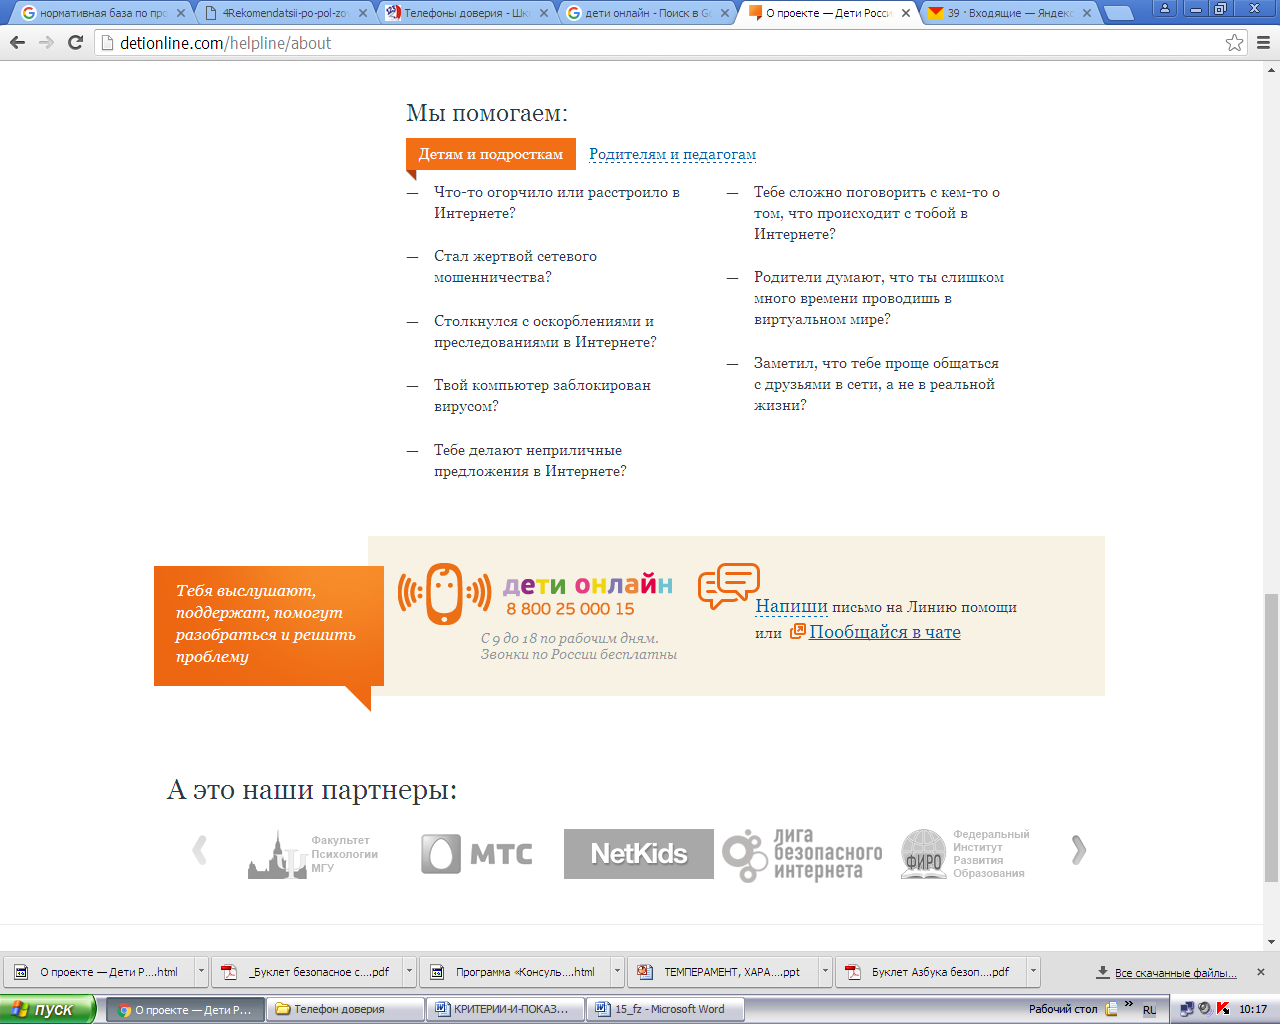 нормативная база по про
4Rekomendatsii-po-pol-zov
Телефоны доверия - Шко
дети онлайн - Поиск в Go
О проекте — Дети Росси
39 · Входящие — Яндекс
detionline.com/helpline/about
Мы помогаем:
Детям и подросткам
Родителям и педагогам
— Что-то огорчило или расстроило в
Интернете?
— Стал жертвой сетевого
мошенничества?
— Столкнулся с оскорблениями и
преследованиями в Интернете?
— Твой компьютер заблокирован
вирусом?
— Тебе делают неприличные
предложения в Интернете?
— Тебе сложно поговорить с кем-то о
том, что происходит с тобой в
Интернете?
— Родители думают, что ты слишком
много времени проводишь в
виртуальном мире?
— Заметил, что тебе проще общаться
с друзьями в сети, а не в реальной
жизни?
Тебя выслушают,
поддержат, помогут
разобраться и решить
проблему
дети онлайн
8 800 25 000 15
С 9 до 18 по рабочим дням.
Звонки по России бесплатны
Напиши письмо на Линию помощи
или Пообщайся в чате
А это наши партнеры:
Факультет
Психологии
МГУ
МТС
NetKids
лига
безопасного
интернета
ФИРО
Федеральный
Институт
Развития
Образования
О проекте — Дети Р....html
_Буклет безопасное с....pdf
Программа «Консуль....html
ТЕМПЕРАМЕНТ, ХАРА....ppt
Буклет Азбука безоп....pdf
Все скачанные файлы...
пуск
О проекте — Дети Р...
Телефон доверия
КРИТЕРИИ-И-ПОКАЗ...
15_fz - Microsoft Word
Рабочий стол
»
RU
10:17